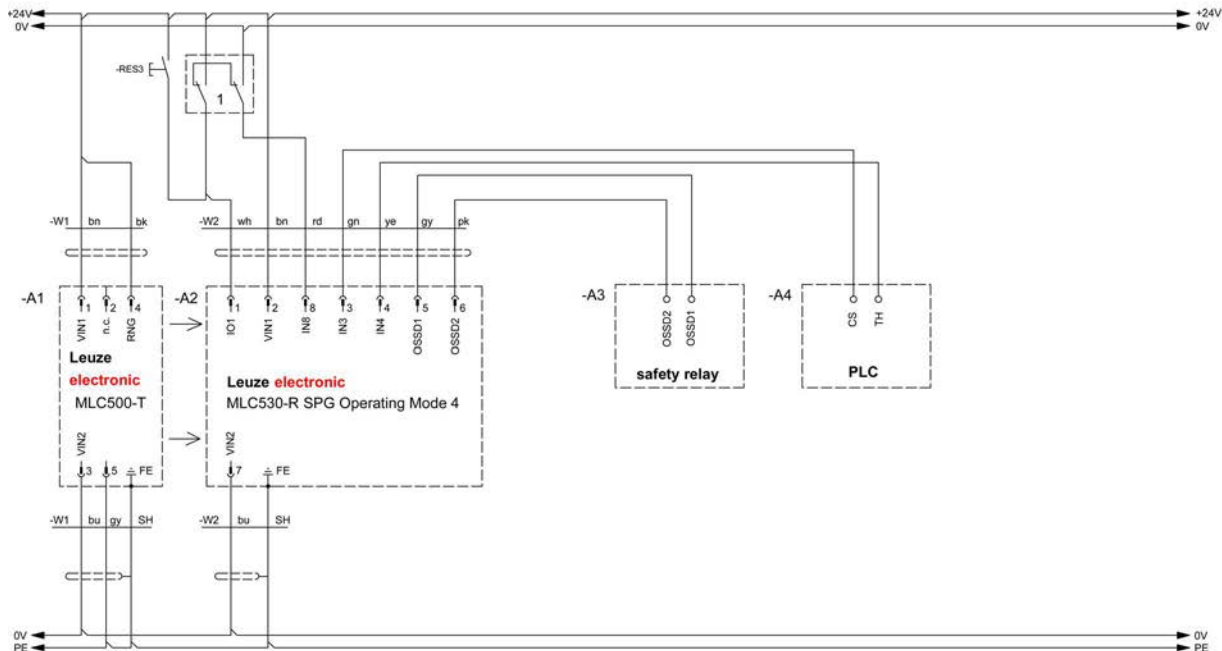 +24V +24V
0V 0V
-RES3
1
-W1 bn bk
-W2 wh bn rd gn ye gy pk
-A1
-A2
-A3
-A4
1 2 4
1 2 8 3 4 5 6
VIN1 n.c. RNG
IO1 VIN1 IN8 IN3 IN4 OSSD1 OSSD2
OSSD2 OSSD1
CS TH
Leuze
electronic
MLC500-T
Leuze electronic
MLC530-R SPG Operating Mode 4
safety relay
PLC
VIN2
3 5 FE
VIN2
7 FE
-W1 bu gy SH
-W2 bu SH
0V 0V
PE PE